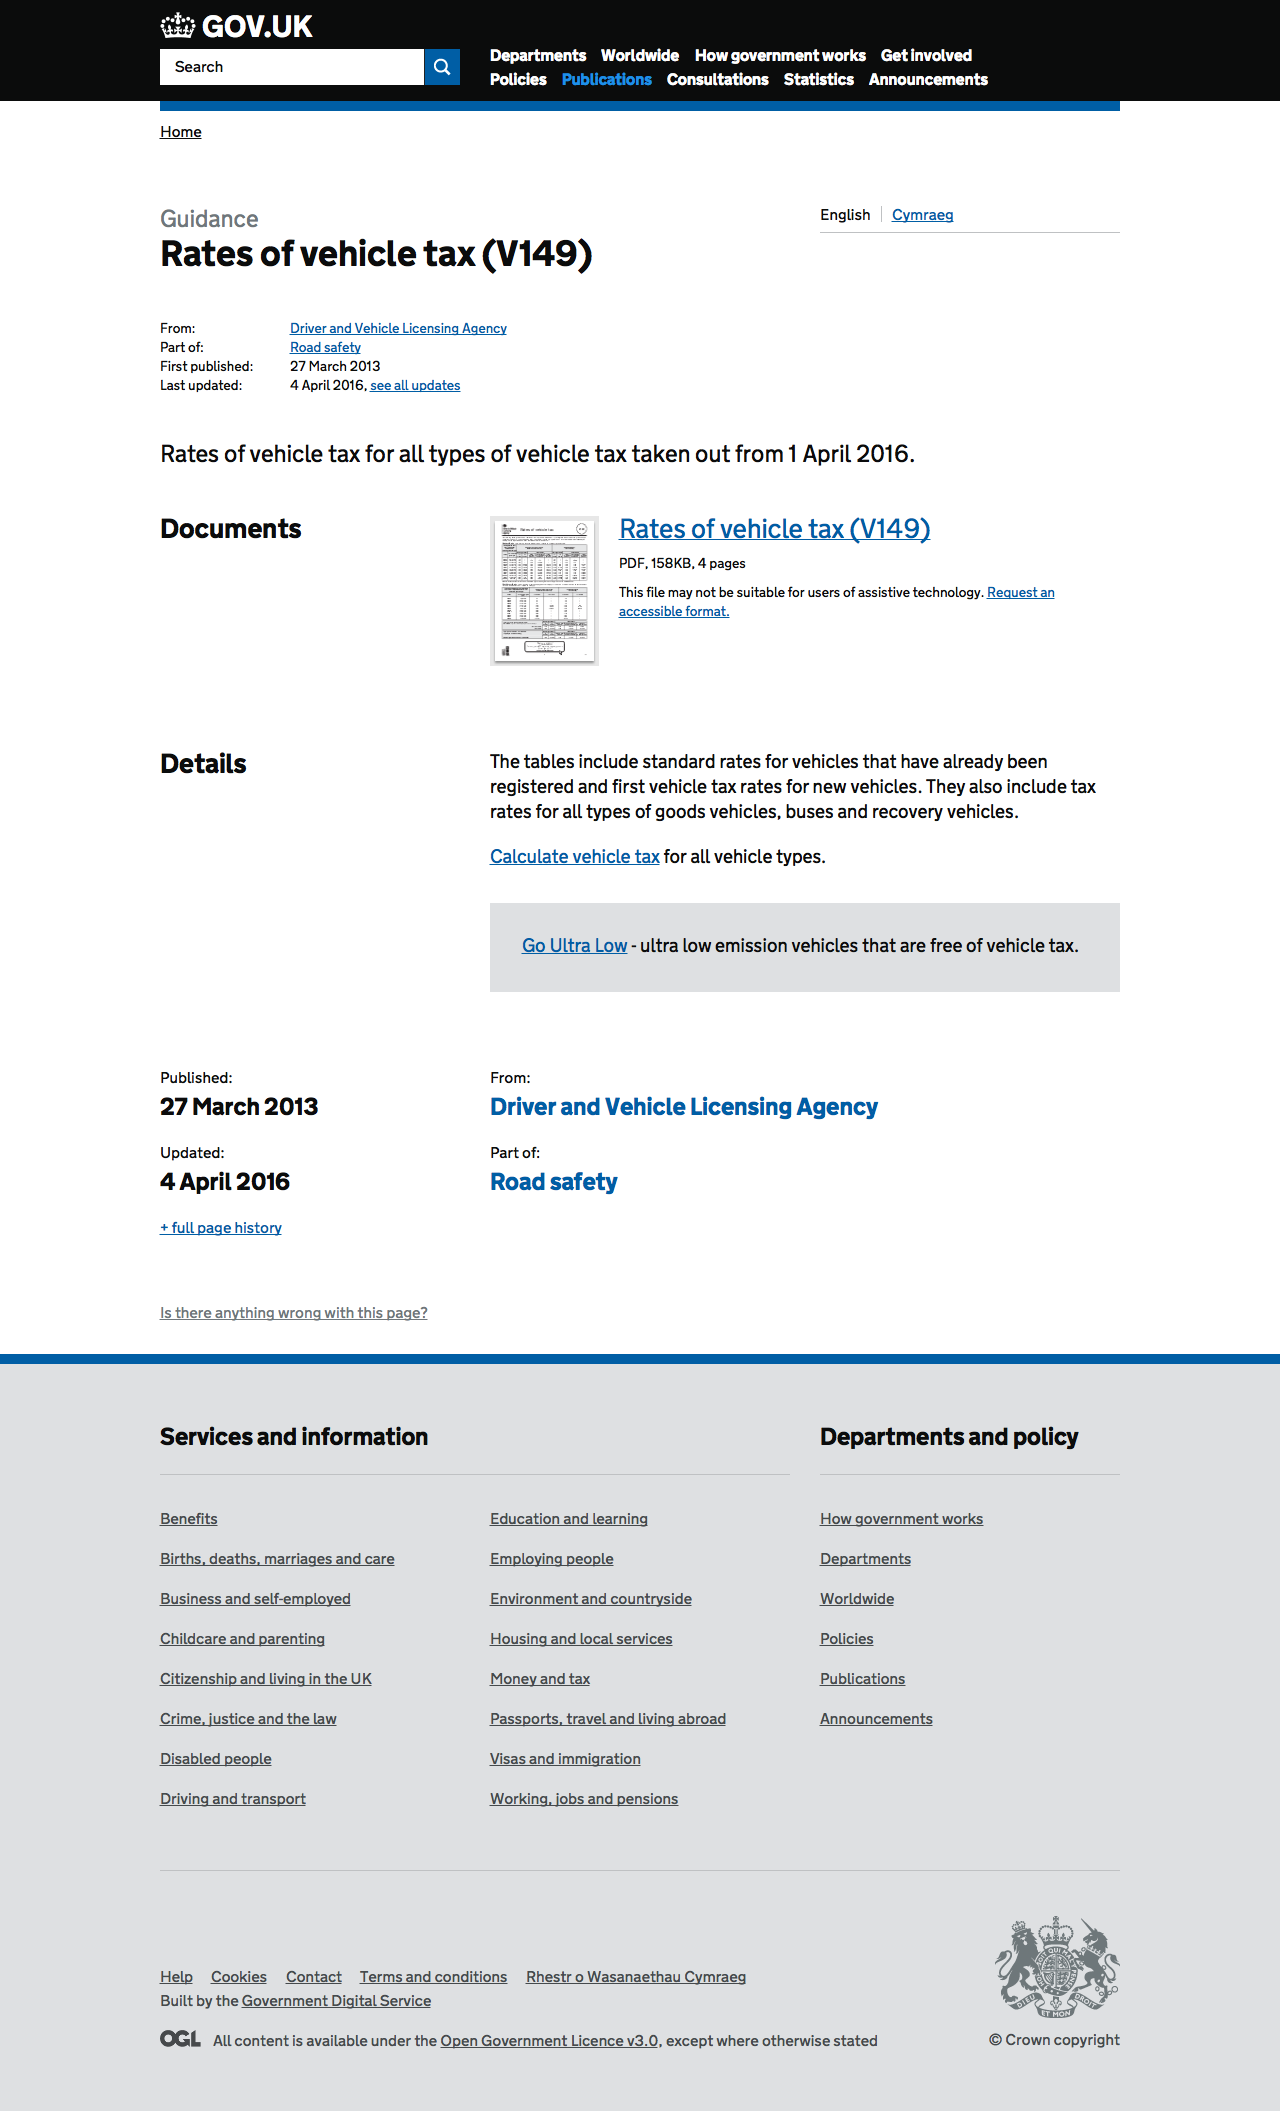 GOV.UK
Search
Departments Worldwide How government works Get involved
Policies Publications Consultations Statistics Announcements
Home
Guidance
Rates of vehicle tax (V149)
English Cymraeg
From: Driver and Vehicle Licensing Agency
Part of: Road safety
First published: 27 March 2013
Last updated: 4 April 2016, see all updates
Rates of vehicle tax for all types of vehicle tax taken out from 1 April 2016.
Documents
Rates of vehicle tax (V149)
PDF, 158KB, 4 pages
This file may not be suitable for users of assistive technology. Request an
accessible format.
Details
The tables include standard rates for vehicles that have already been
registered and first vehicle tax rates for new vehicles. They also include tax
rates for all types of goods vehicles, buses and recovery vehicles.
Calculate vehicle tax for all vehicle types.
Go Ultra Low - ultra low emission vehicles that are free of vehicle tax.
Published:
27 March 2013
From:
Driver and Vehicle Licensing Agency
Updated:
4 April 2016
Part of:
Road safety
+ full page history
Is there anything wrong with this page?
Services and information
Benefits
Births, deaths, marriages and care
Business and self-employed
Childcare and parenting
Citizenship and living in the UK
Crime, justice and the law
Disabled people
Driving and transport
Education and learning
Employing people
Environment and countryside
Housing and local services
Money and tax
Passports, travel and living abroad
Visas and immigration
Working, jobs and pensions
Departments and policy
How government works
Departments
Worldwide
Policies
Publications
Announcements
Help Cookies Contact Terms and conditions Rhestr o Wasanaethau Cymraeg
Built by the Government Digital Service
OGL All content is available under the Open Government Licence v3.0, except where otherwise stated
© Crown copyright